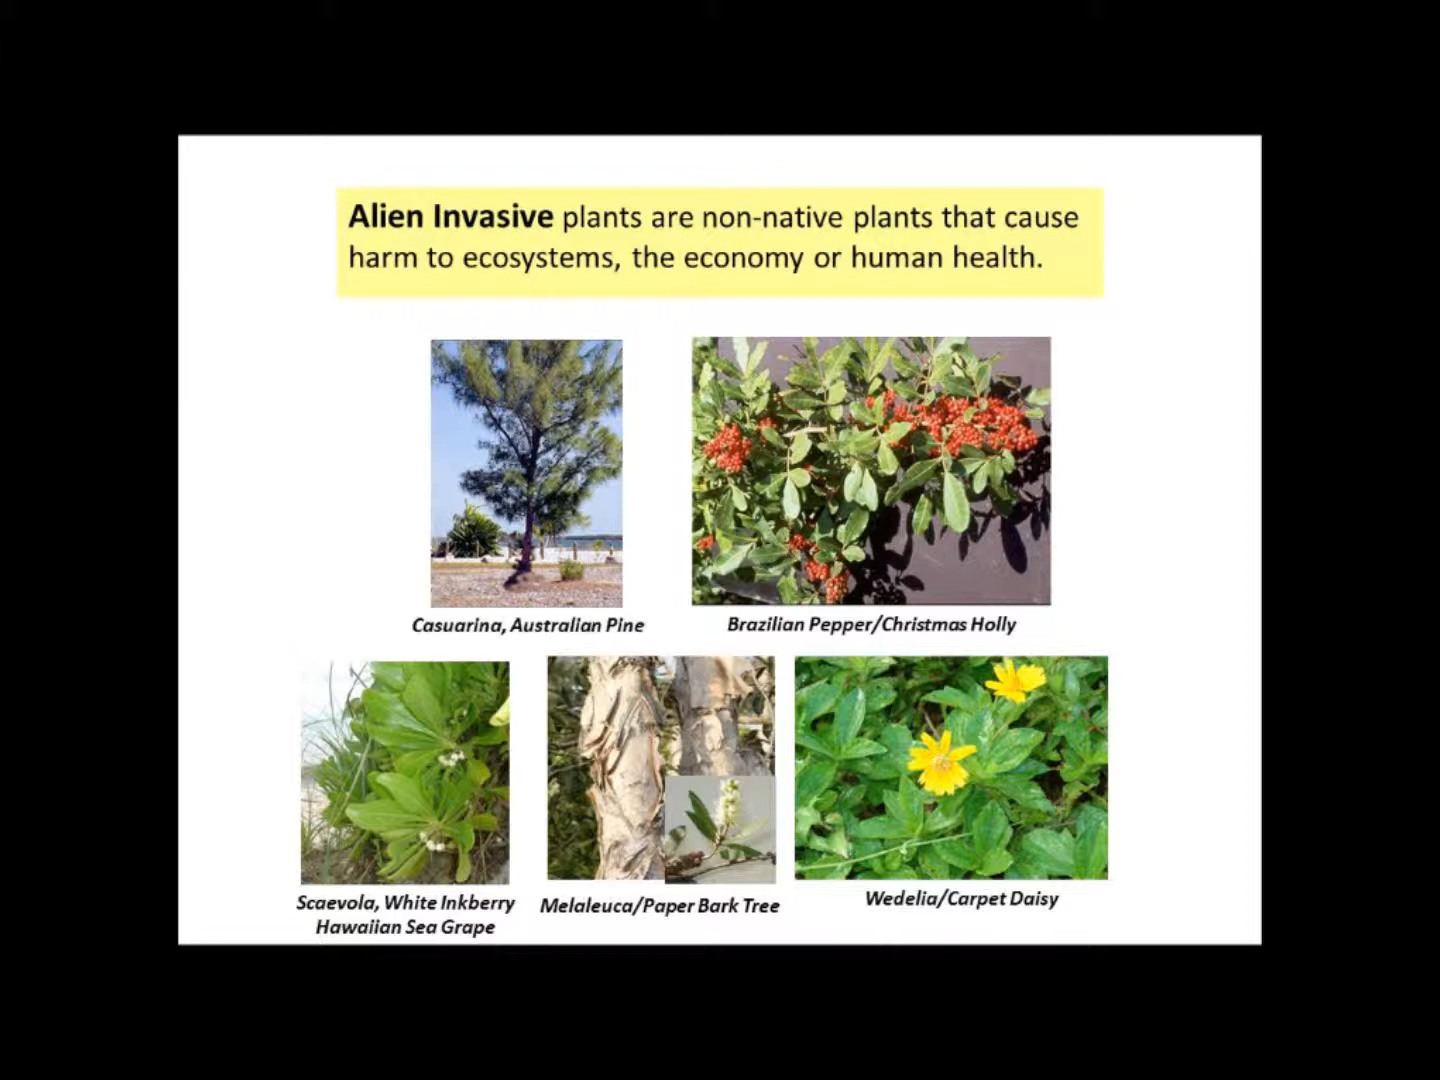 Alien Invasive plants are non-native plants that cause
harm to ecosystems, the economy or human health.
Casuarina, Australian Pine
Brazilian Pepper/Christmas Holly
Scaevola, White Inkberry
Hawaiian Sea Grape
Melaleuca/Paper Bark Tree
Wedelia/Carpet Daisy